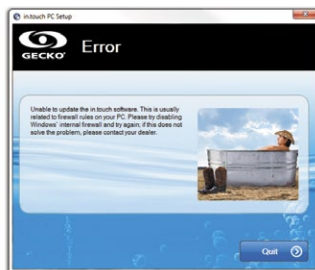 in.touch PC Setup
GECKO
Error
Unable to update the in.touch software. This is usually
related to firewall rules on your PC. Please try disabling
Windows' internal firewall and try again; if this does not
solve the problem, please contact your dealer.
Quit